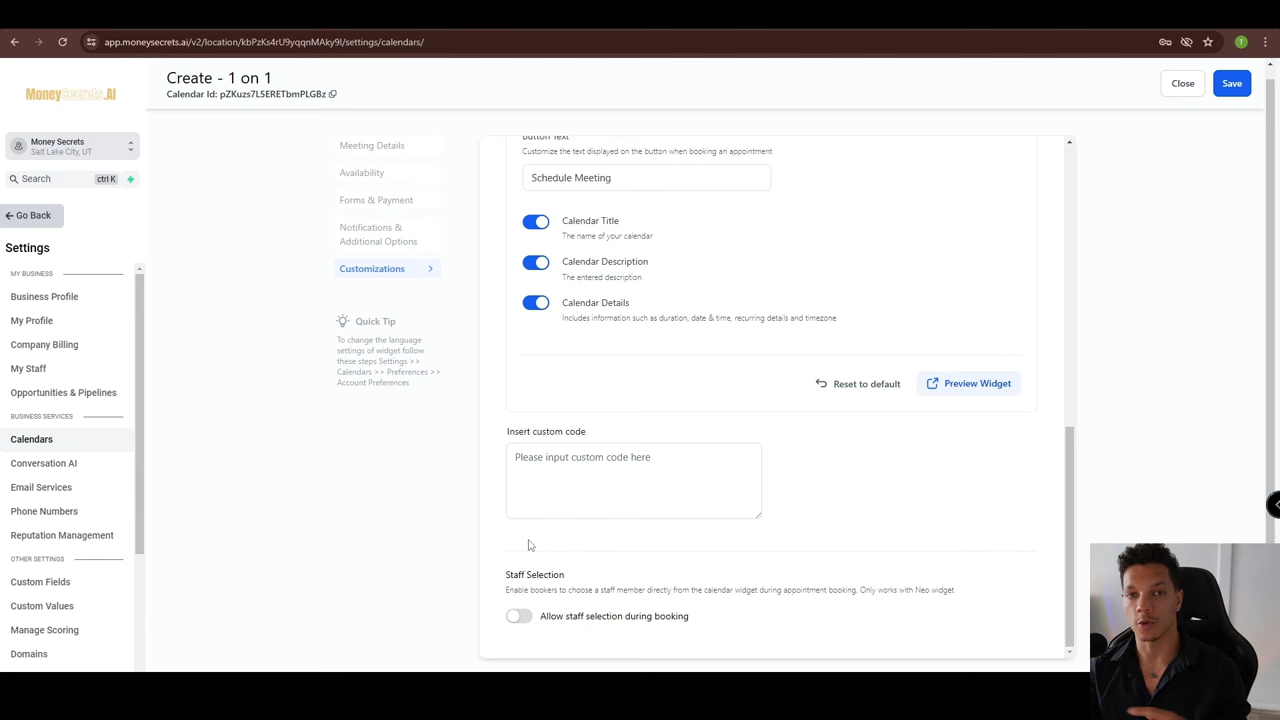 app.moneysecrets.ai/v2/location/kbPzKs4rU9yqqnMAky9l/settings/calendars/
T
Create - 1 on 1
Calendar Id: pZKuzs7L5ERETbmPLGBz
Close
Save
MoneySecrets.AI
Money Secrets
Salt Lake City, UT
Search
ctrl K
Go Back
Settings
MY BUSINESS
Business Profile
My Profile
Company Billing
My Staff
Opportunities & Pipelines
BUSINESS SERVICES
Calendars
Conversation AI
Email Services
Phone Numbers
Reputation Management
OTHER SETTINGS
Custom Fields
Custom Values
Manage Scoring
Domains
Meeting Details
Availability
Forms & Payment
Notifications &
Additional Options
Customizations
Quick Tip
To change the language
settings of widget follow
these steps Settings >>
Calendars >> Preferences >>
Account Preferences
Button Text
Customize the text displayed on the button when booking an appointment
Schedule Meeting
Calendar Title
The name of your calendar
Calendar Description
The entered description
Calendar Details
Includes information such as duration, date & time, recurring details and timezone
Reset to default
Preview Widget
Insert custom code
Please input custom code here
Staff Selection
Enable bookers to choose a staff member directly from the calendar widget during appointment booking. Only works with Neo widget
Allow staff selection during booking